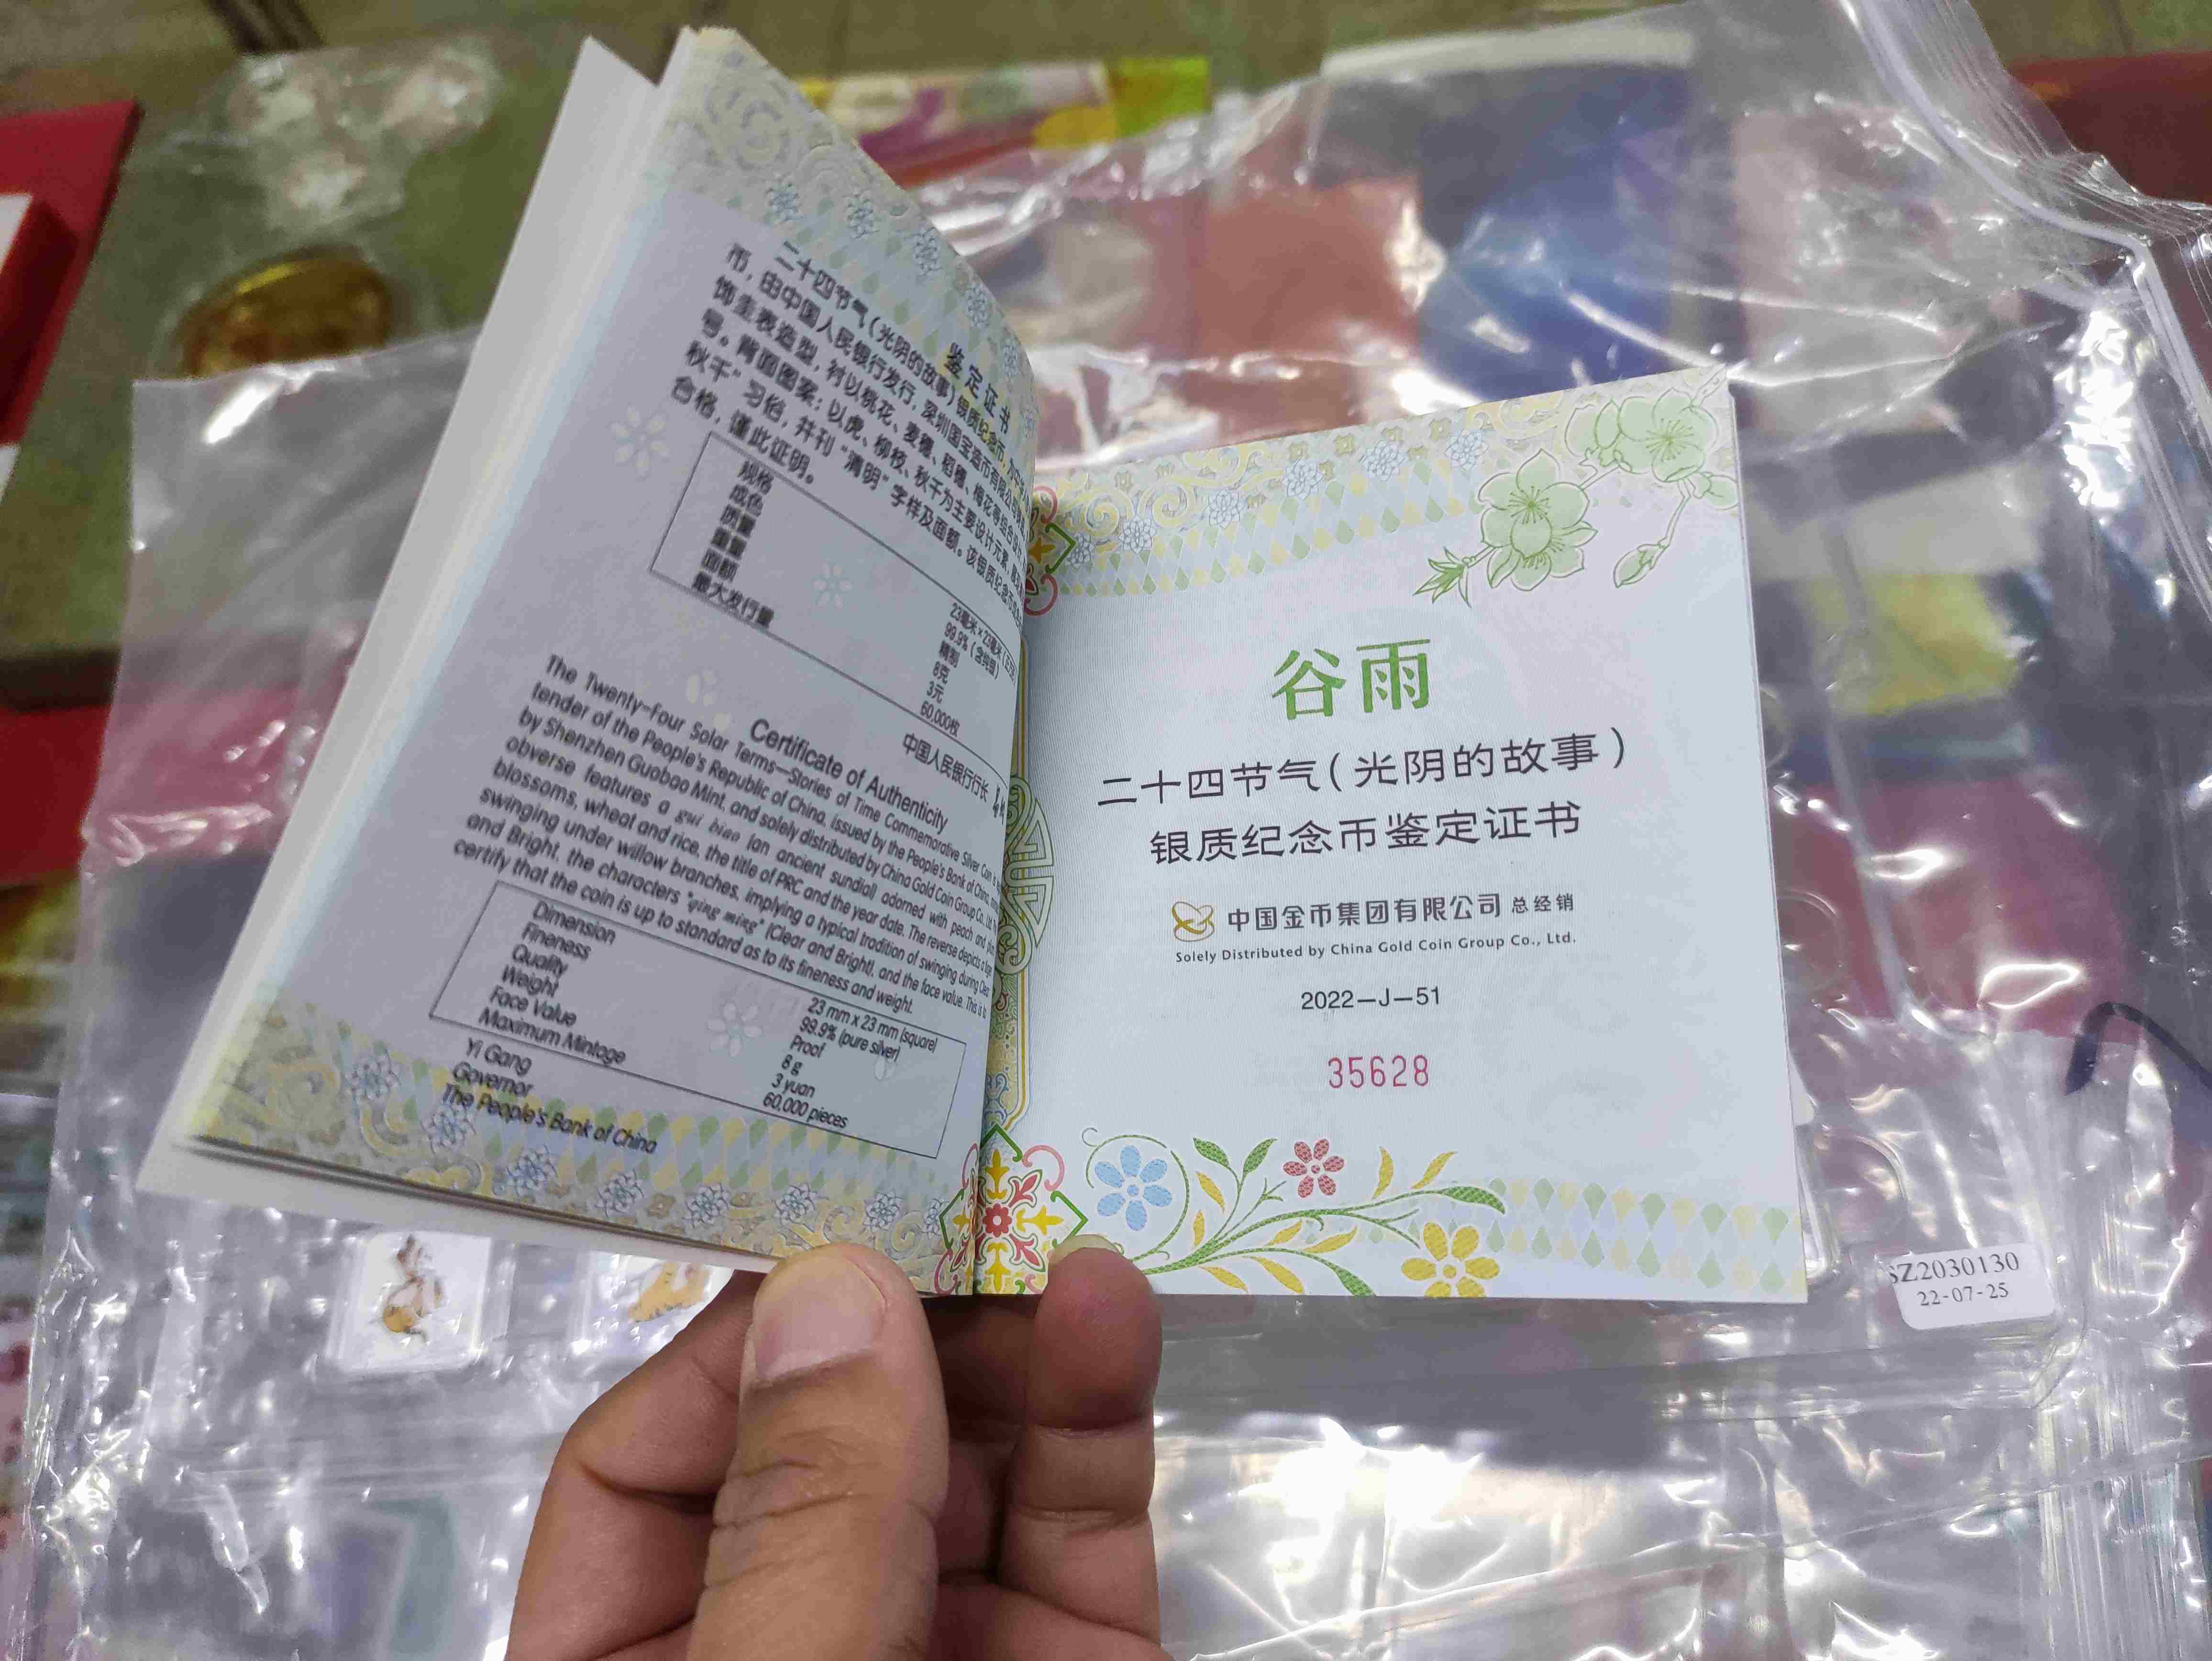 鉴定证书
二十四节气(光阴的故事)银质纪念币,
币,由中国人民银行发行,深圳国宝造币有限公司
饰圭表造型,衬以桃花、麦穗、稻穗、梅花等组合
号。背面图案:以虎、柳枝、秋千为主要设计元素,
秋千”习俗,并刊“清明”字样及面额。该银质纪念币
合格,谨此证明。
规格 23毫米×23毫米
成色 99.9%(含纯银)
质量 精制
重量 8克
面额 3元
最大发行量 60,000枚
中国人民银行行长
Certificate of Authenticity
The Twenty-Four Solar Terms—Stories of Time Commemorative Silver Coin
tender of the People's Republic of China, issued by the People's Bank of China,
by Shenzhen Guobao Mint, and solely distributed by China Gold Coin Group Co., Ltd.
obverse features a gui biao (an ancient sundial) adorned with peach and plum
blossoms, wheat and rice, the title of PRC and the year date. The reverse depicts a tiger
swinging under willow branches, implying a typical tradition of swinging during Clear
and Bright, the characters "qing ming" (Clear and Bright), and the face value. This is to
certify that the coin is up to standard as to its fineness and weight.
Dimension 23 mm x 23 mm (square)
Fineness 99.9% (pure silver)
Quality Proof
Weight 8 g
Face Value 3 yuan
Maximum Mintage 60,000 pieces
Yi Gang
Governor
The People's Bank of China
谷雨
二十四节气(光阴的故事)
银质纪念币鉴定证书
中国金币集团有限公司 总经销
Solely Distributed by China Gold Coin Group Co., Ltd.
2022—J—51
35628
SZ2030130
22-07-25